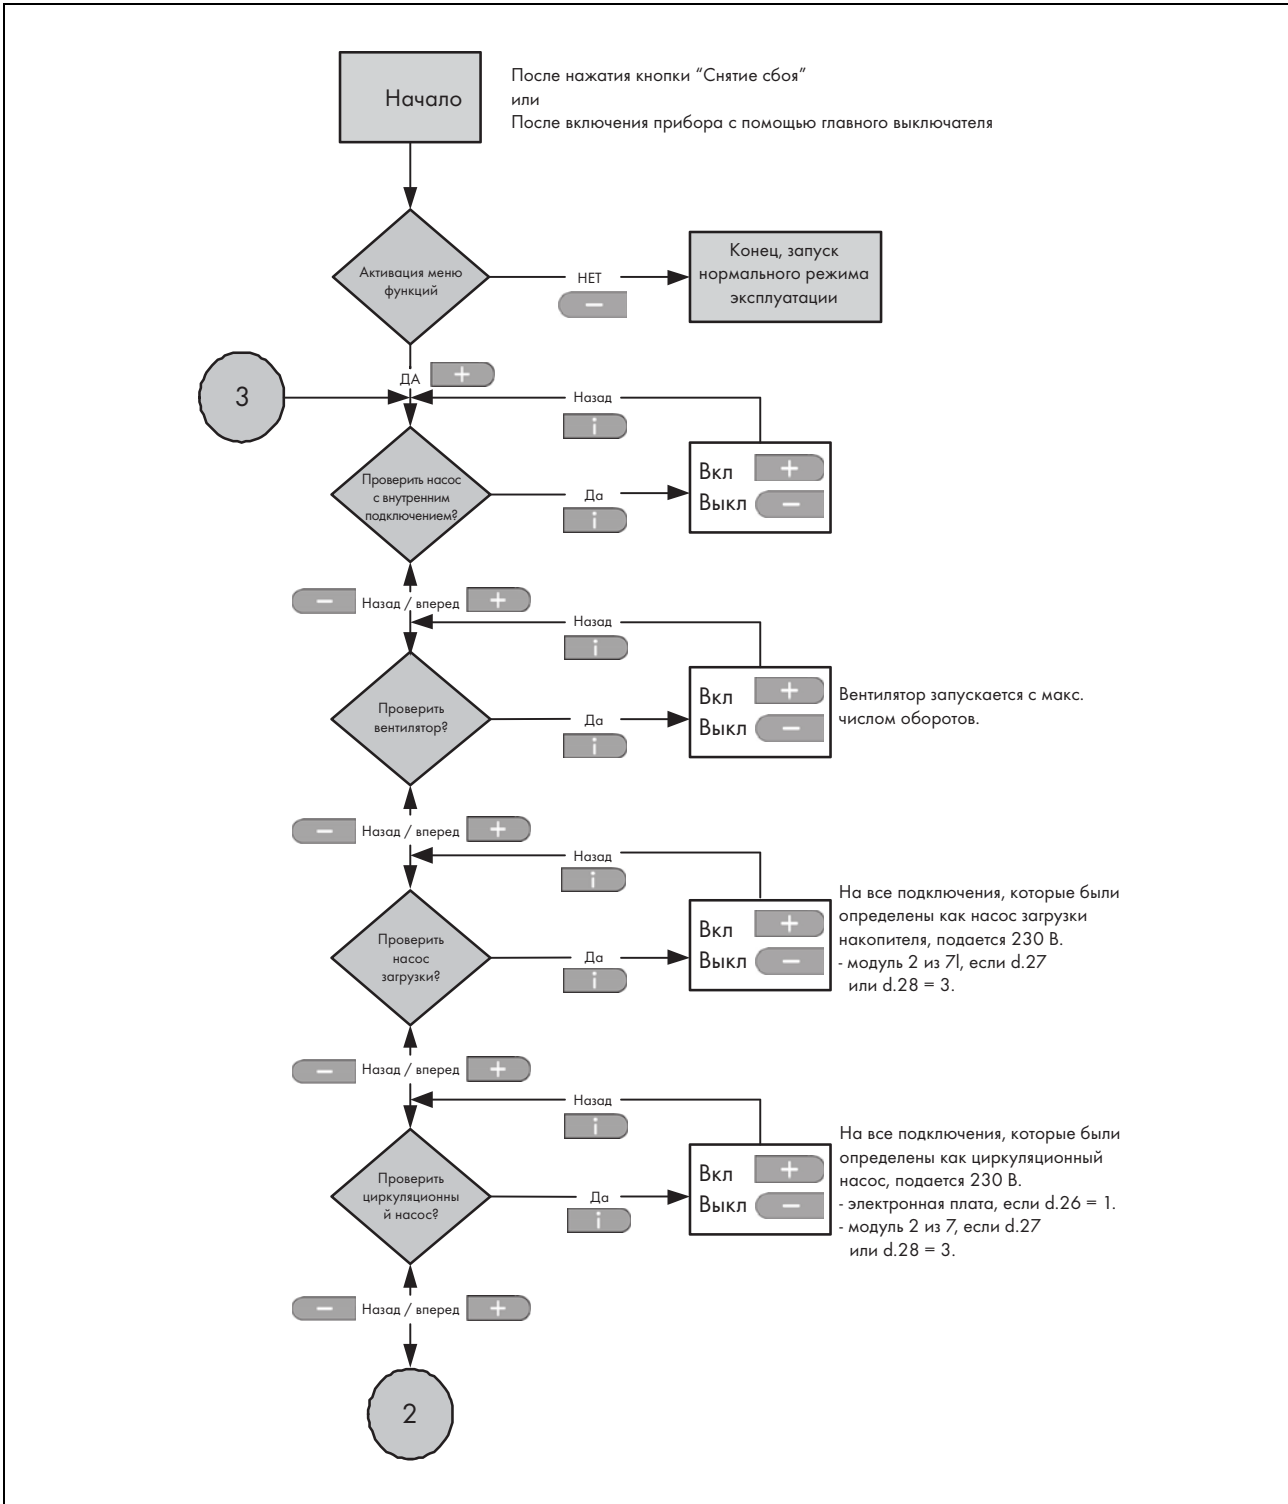 Начало
После нажатия кнопки “Снятие сбоя”
или
После включения прибора с помощью главного выключателя
Активация меню
функций
НЕТ
−
Конец, запуск
нормального режима
эксплуатации
ДА +
3
Назад
i
Проверить насос
с внутренним
подключением?
Да
i
Вкл +
Выкл −
− Назад / вперед +
Назад
i
Проверить
вентилятор?
Да
i
Вкл +
Выкл −
Вентилятор запускается с макс.
числом оборотов.
− Назад / вперед +
Назад
i
Проверить
насос
загрузки?
Да
i
Вкл +
Выкл −
На все подключения, которые были
определены как насос загрузки
накопителя, подается 230 В.
- модуль 2 из 7l, если d.27
или d.28 = 3.
− Назад / вперед +
Назад
i
Проверить
циркуляционны
й насос?
Да
i
Вкл +
Выкл −
На все подключения, которые были
определены как циркуляционный
насос, подается 230 В.
- электронная плата, если d.26 = 1.
- модуль 2 из 7, если d.27
или d.28 = 3.
− Назад / вперед +
2